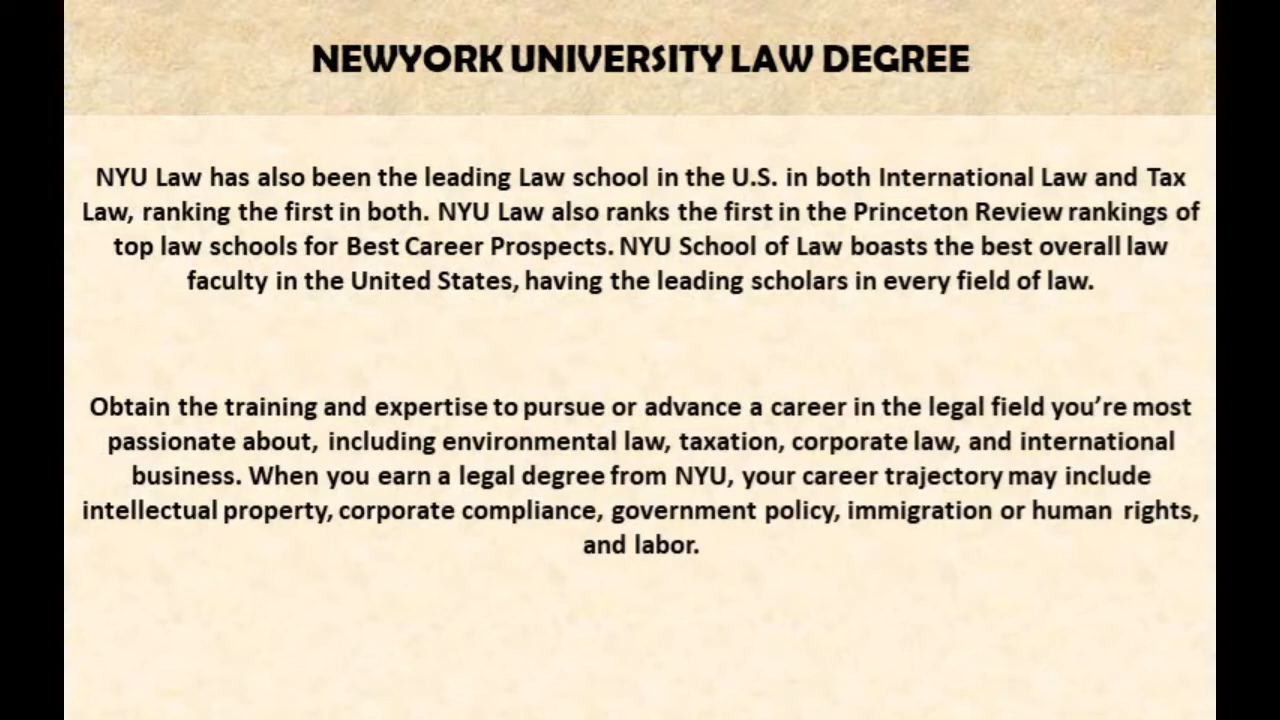 NEWYORK UNIVERSITY LAW DEGREE
NYU Law has also been the leading Law school in the U.S. in both International Law and Tax
Law, ranking the first in both. NYU Law also ranks the first in the Princeton Review rankings of
top law schools for Best Career Prospects. NYU School of Law boasts the best overall law
faculty in the United States, having the leading scholars in every field of law.
Obtain the training and expertise to pursue or advance a career in the legal field you’re most
passionate about, including environmental law, taxation, corporate law, and international
business. When you earn a legal degree from NYU, your career trajectory may include
intellectual property, corporate compliance, government policy, immigration or human rights,
and labor.